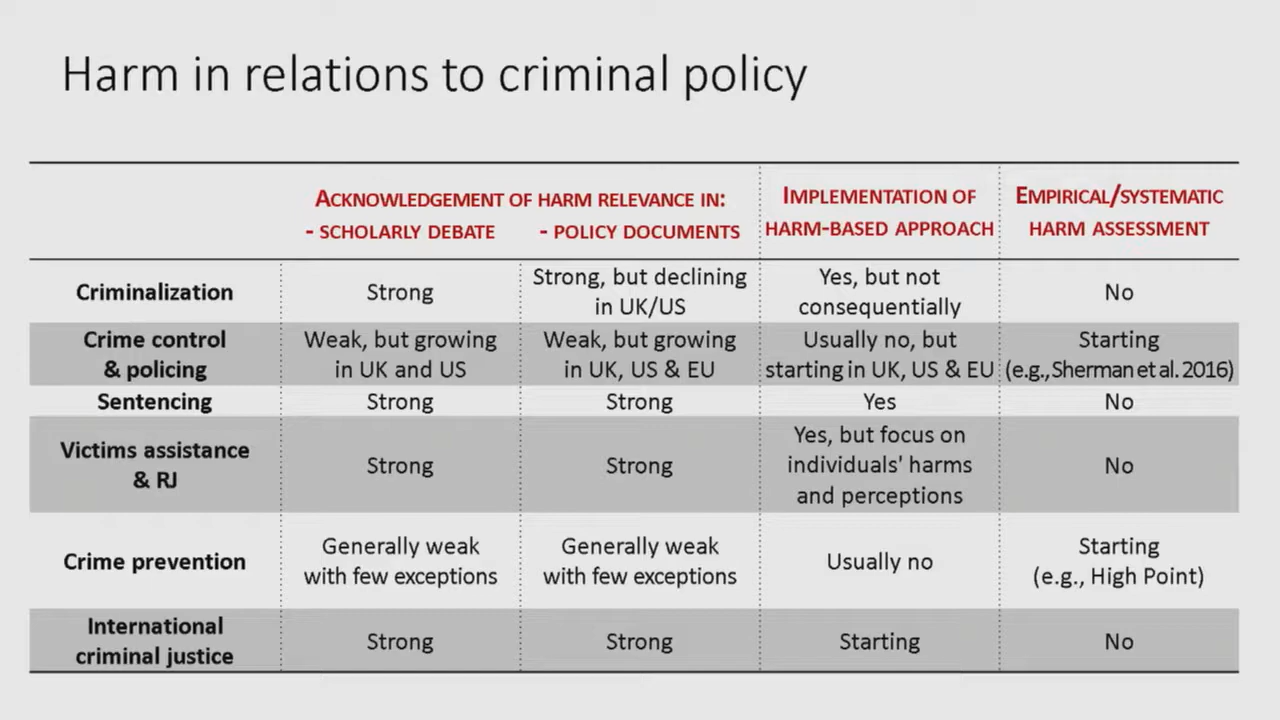 Harm in relations to criminal policy
ACKNOWLEDGEMENT OF HARM RELEVANCE IN:
- SCHOLARLY DEBATE - POLICY DOCUMENTS
IMPLEMENTATION OF
HARM-BASED APPROACH
EMPIRICAL/SYSTEMATIC
HARM ASSESSMENT
Criminalization
Strong
Strong, but declining
in UK/US
Yes, but not
consequentially
No
Crime control
& policing
Weak, but growing
in UK and US
Weak, but growing
in UK, US & EU
Usually no, but
starting in UK, US & EU
Starting
(e.g., Sherman et al. 2016)
Sentencing
Strong
Strong
Yes
No
Victims assistance
& RJ
Strong
Strong
Yes, but focus on
individuals' harms
and perceptions
No
Crime prevention
Generally weak
with few exceptions
Generally weak
with few exceptions
Usually no
Starting
(e.g., High Point)
International
criminal justice
Strong
Strong
Starting
No